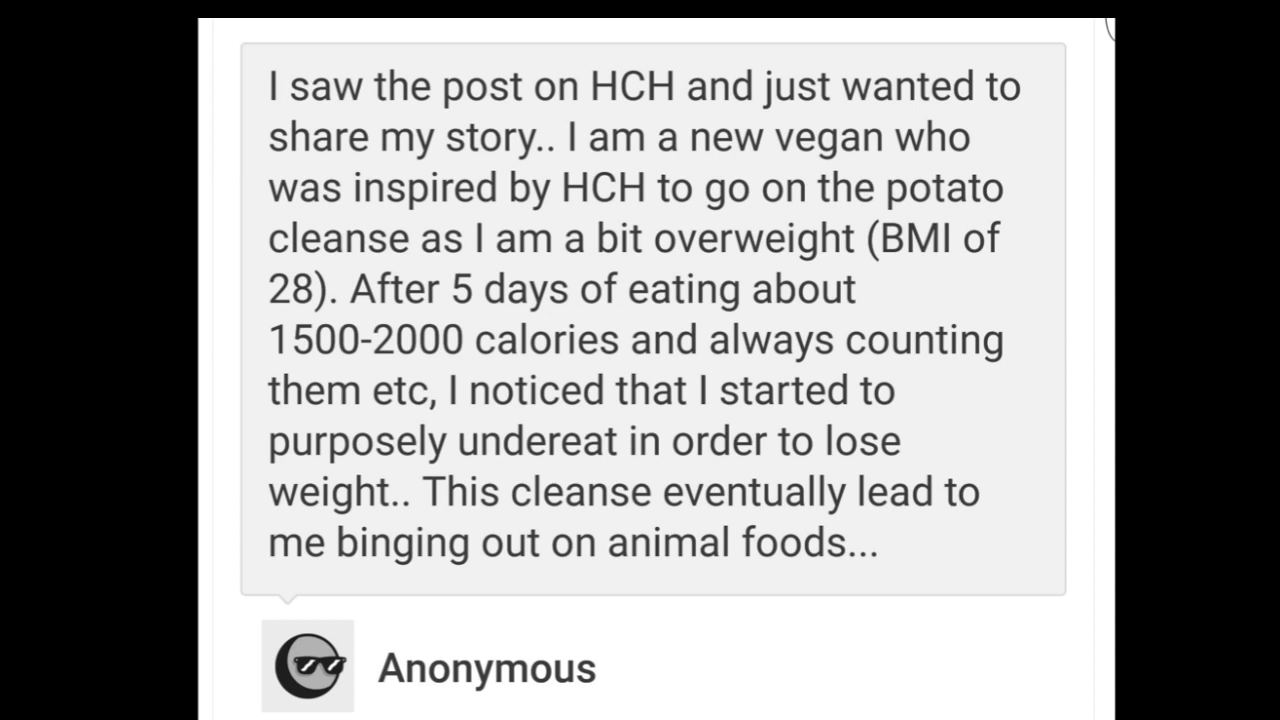 I saw the post on HCH and just wanted to
share my story.. I am a new vegan who
was inspired by HCH to go on the potato
cleanse as I am a bit overweight (BMI of
28). After 5 days of eating about
1500-2000 calories and always counting
them etc, I noticed that I started to
purposely undereat in order to lose
weight.. This cleanse eventually lead to
me binging out on animal foods...
Anonymous